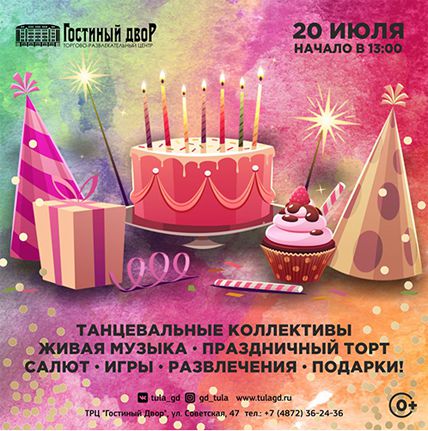 ГОСТИНЫЙ ДВОР
ТОРГОВО-РАЗВЛЕКАТЕЛЬНЫЙ ЦЕНТР
20 ИЮЛЯ
НАЧАЛО В 13:00
ТАНЦЕВАЛЬНЫЕ КОЛЛЕКТИВЫ
ЖИВАЯ МУЗЫКА • ПРАЗДНИЧНЫЙ ТОРТ
САЛЮТ • ИГРЫ • РАЗВЛЕЧЕНИЯ • ПОДАРКИ!
tula_gd gd_tula www.tulagd.ru
ТРЦ "Гостиный Двор", ул. Советская, 47 тел.: +7 (4872) 36-24-36
0+